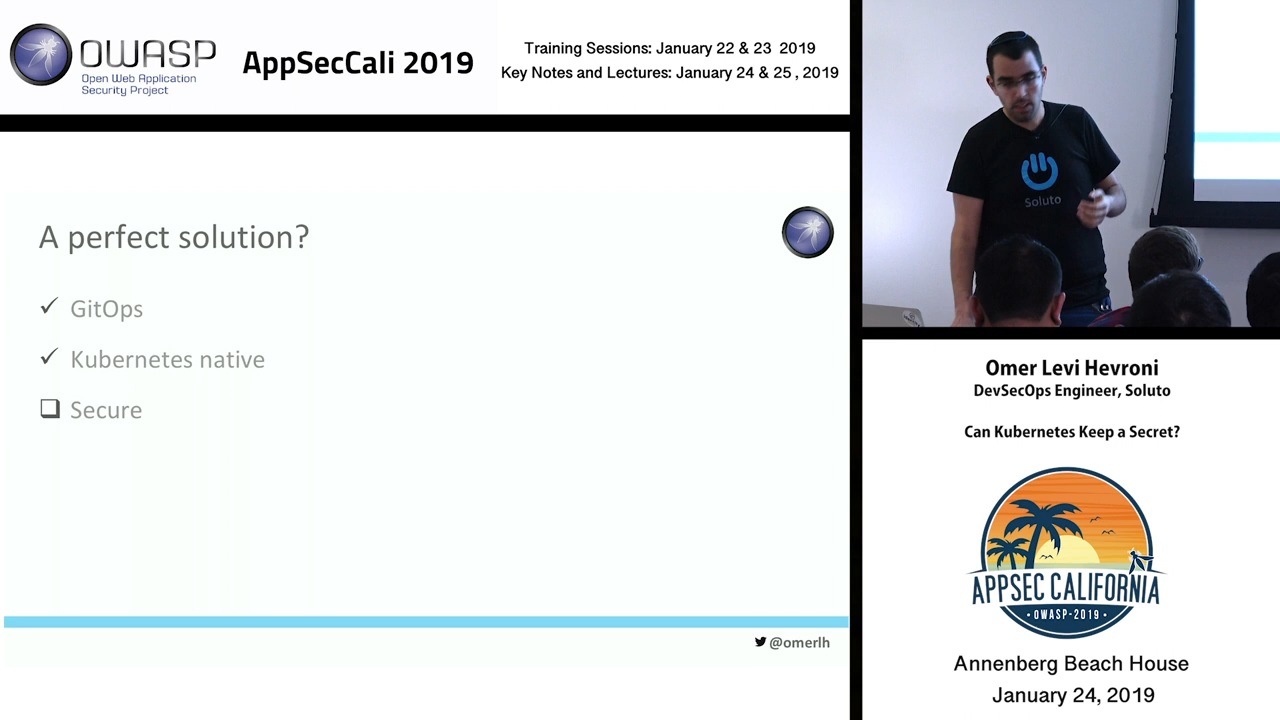 OWASP
Open Web Application
Security Project
AppSecCali 2019
Training Sessions: January 22 & 23 2019
Key Notes and Lectures: January 24 & 25 , 2019
A perfect solution?
✓ GitOps
✓ Kubernetes native
❑ Secure
@omerlh
Soluto
Omer Levi Hevroni
DevSecOps Engineer, Soluto
Can Kubernetes Keep a Secret?
APPSEC CALIFORNIA
• OWASP-2019 •
Annenberg Beach House
January 24, 2019